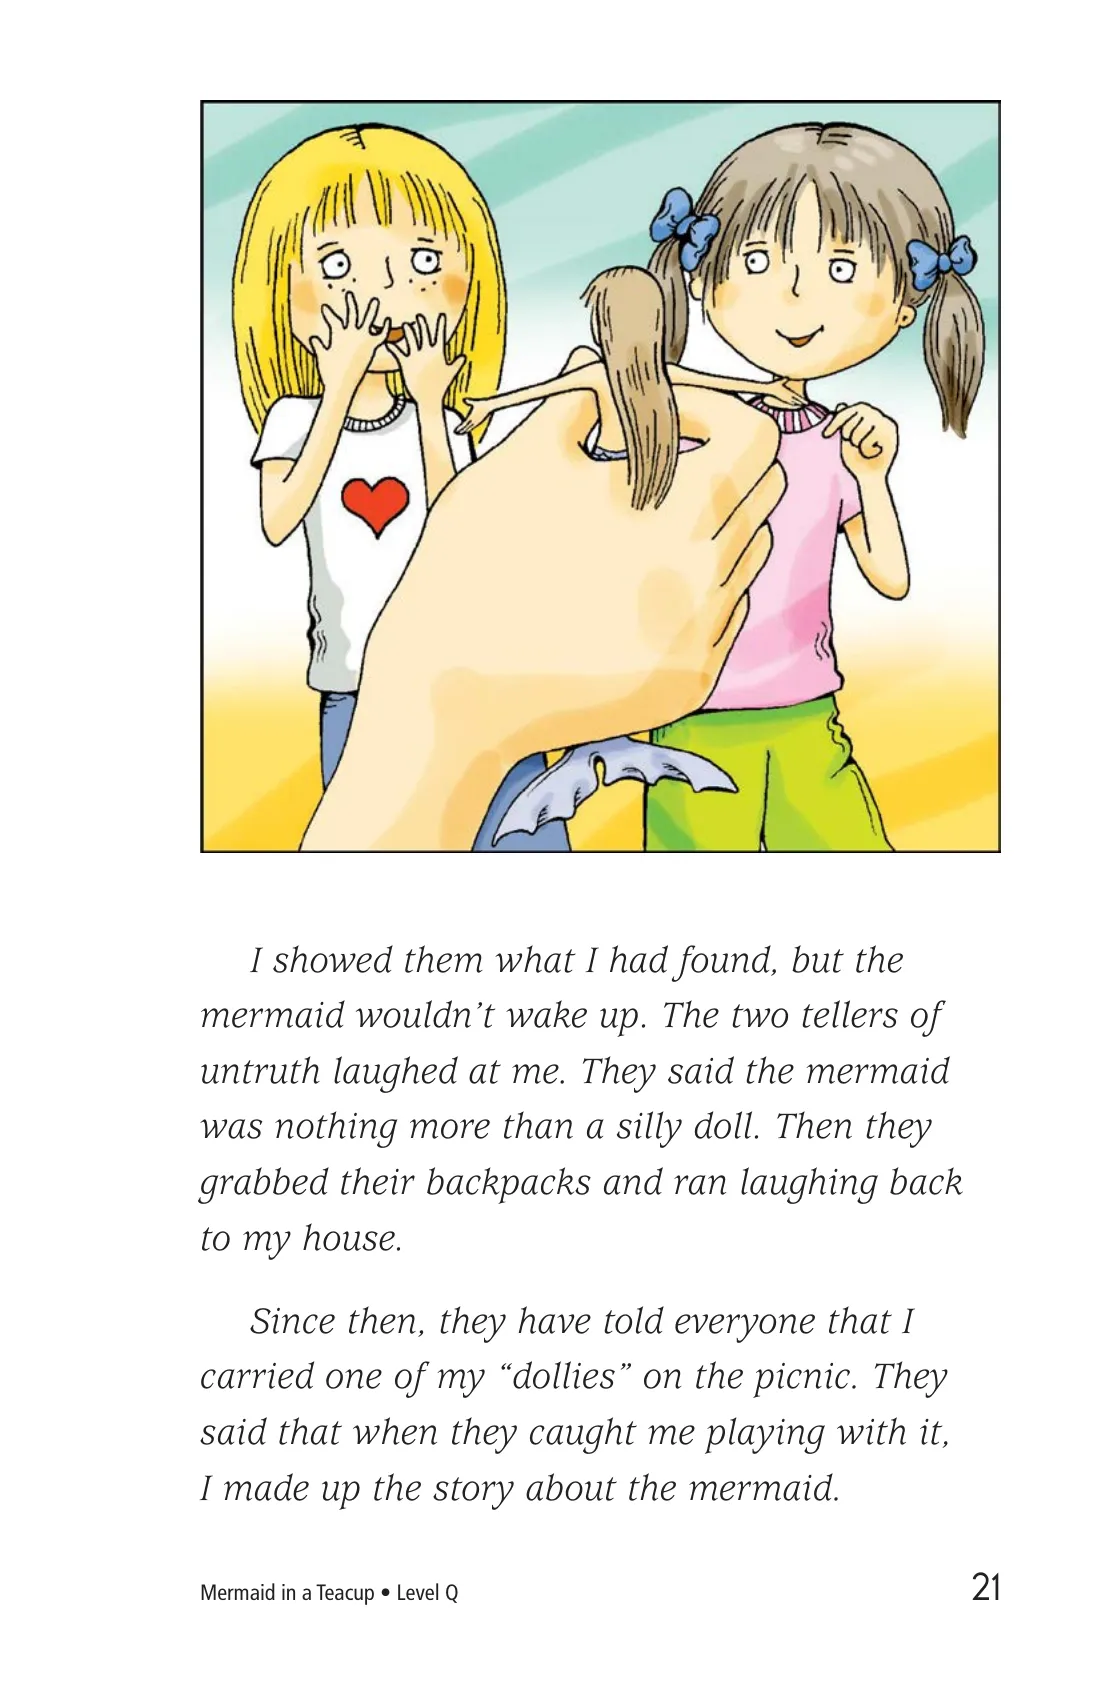 I showed them what I had found, but the
mermaid wouldn’t wake up. The two tellers of
untruth laughed at me. They said the mermaid
was nothing more than a silly doll. Then they
grabbed their backpacks and ran laughing back
to my house.
Since then, they have told everyone that I
carried one of my “dollies” on the picnic. They
said that when they caught me playing with it,
I made up the story about the mermaid.
Mermaid in a Teacup • Level Q
21